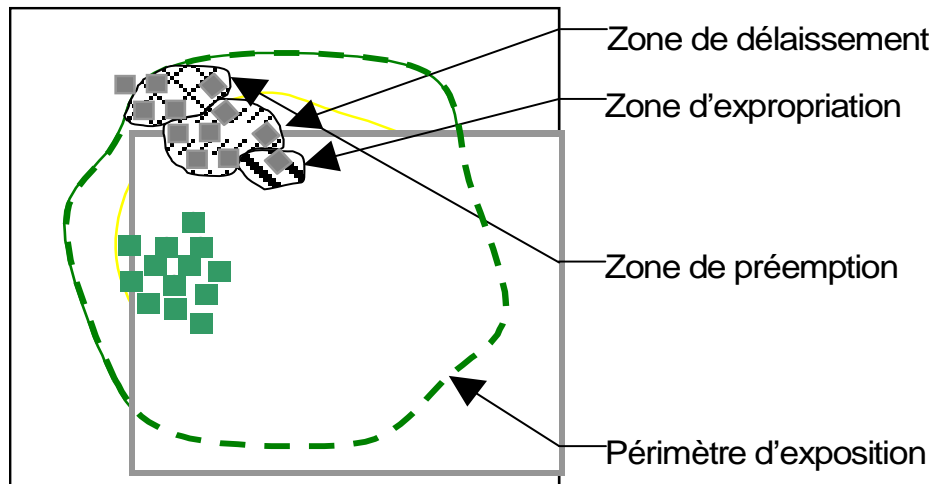 Zone de délaissement
Zone d'expropriation
Zone de préemption
Périmètre d'exposition